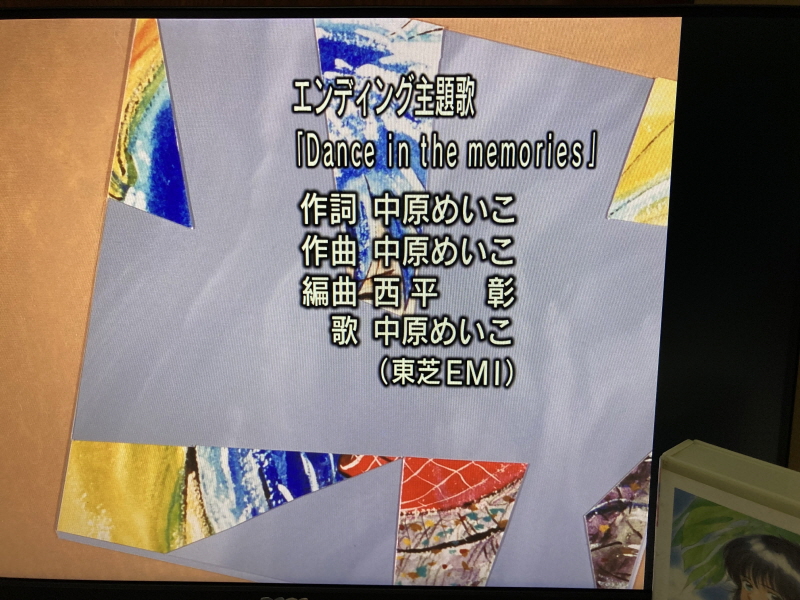 エンディング主題歌
「Dance in the memories」
作詞 中原めいこ
作曲 中原めいこ
編曲 西平 彰
歌 中原めいこ
（東芝EMI）